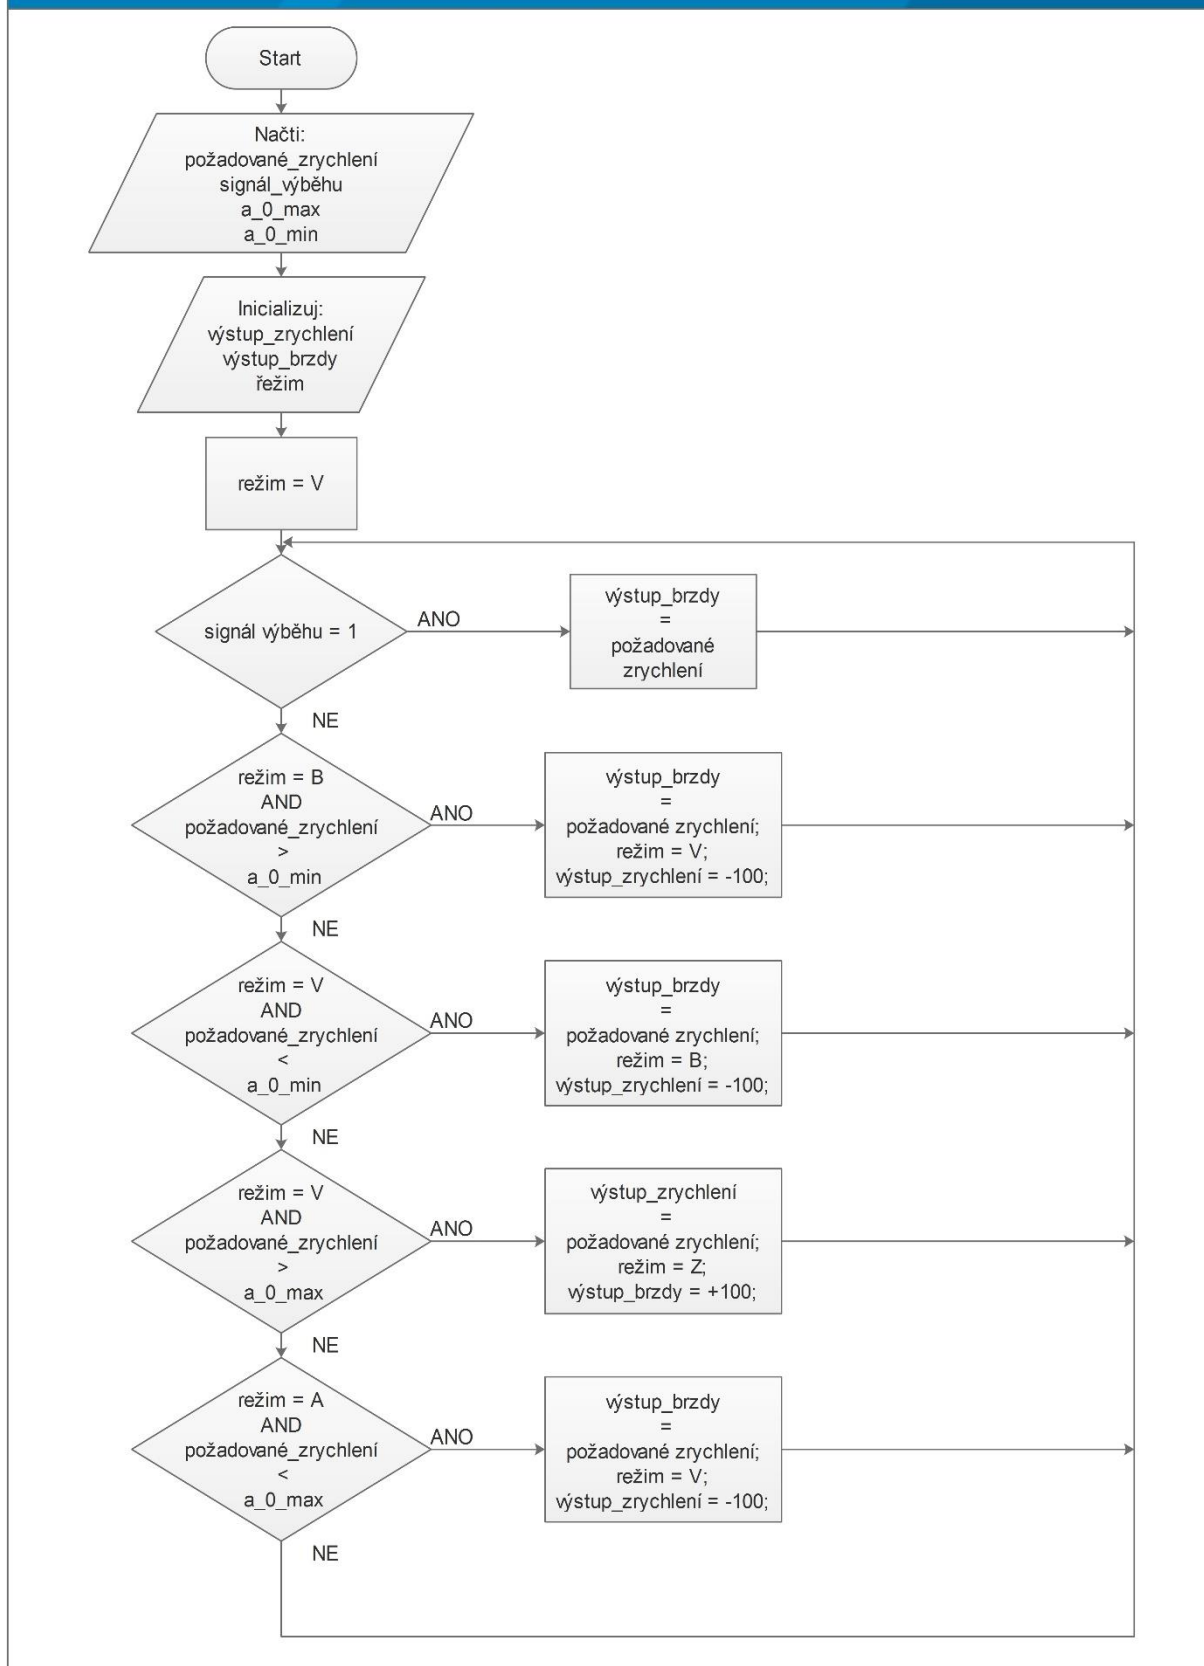 Start
Načti:
požadované_zrychlení
signál_výběhu
a_0_max
a_0_min
Inicializuj:
výstup_zrychlení
výstup_brzdy
řežim
režim = V
signál výběhu = 1
ANO
výstup_brzdy
=
požadované
zrychlení
NE
režim = B
AND
požadované_zrychlení
>
a_0_min
ANO
výstup_brzdy
=
požadované zrychlení;
režim = V;
výstup_zrychlení = -100;
NE
režim = V
AND
požadované_zrychlení
<
a_0_min
ANO
výstup_brzdy
=
požadované zrychlení;
režim = B;
výstup_zrychlení = -100;
NE
režim = V
AND
požadované_zrychlení
>
a_0_max
ANO
výstup_zrychlení
=
požadované zrychlení;
režim = Z;
výstup_brzdy = +100;
NE
režim = A
AND
požadované_zrychlení
<
a_0_max
ANO
výstup_brzdy
=
požadované zrychlení;
režim = V;
výstup_zrychlení = -100;
NE